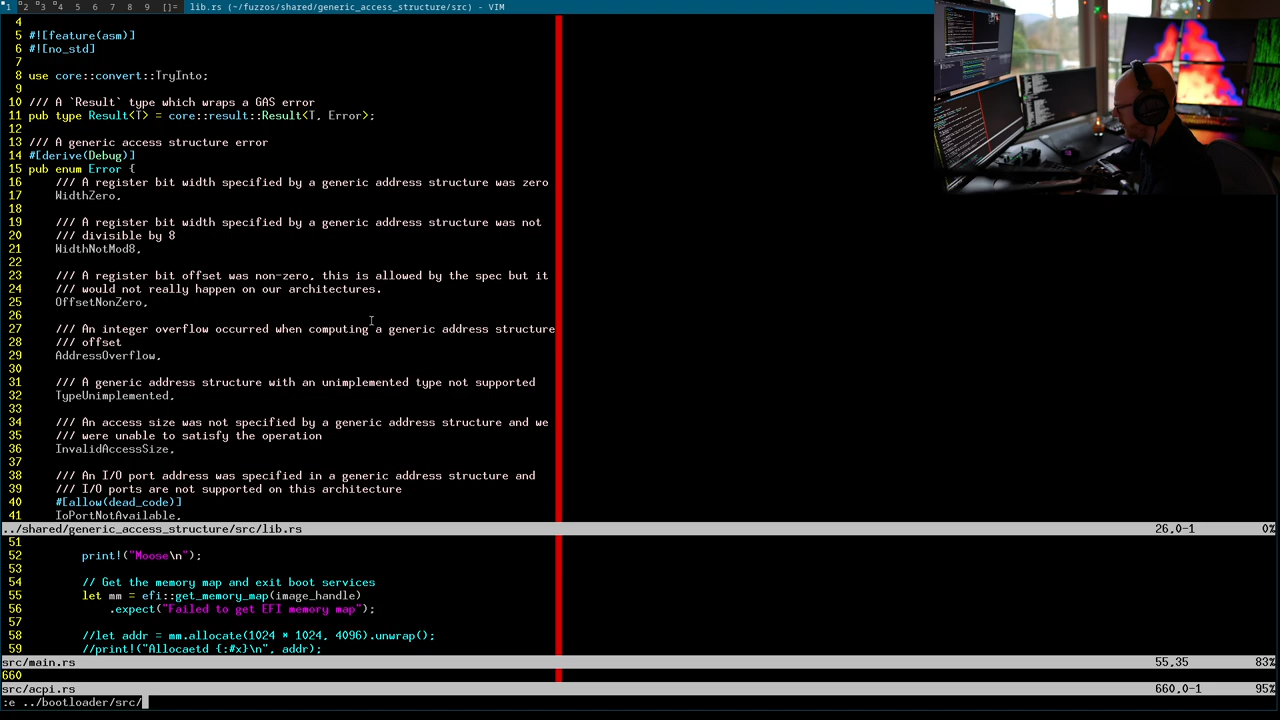 1 2 3 4 5 6 7 8 9 []= lib.rs (~/fuzzos/shared/generic_access_structure/src) - VIM
4
5 #![feature(asm)]
6 #![no_std]
7
8 use core::convert::TryInto;
9
10 /// A `Result` type which wraps a GAS error
11 pub type Result<T> = core::result::Result<T, Error>;
12
13 /// A generic access structure error
14 #[derive(Debug)]
15 pub enum Error {
16 /// A register bit width specified by a generic address structure was zero
17 WidthZero,
18
19 /// A register bit width specified by a generic address structure was not
20 /// divisible by 8
21 WidthNotMod8,
22
23 /// A register bit offset was non-zero, this is allowed by the spec but it
24 /// would not really happen on our architectures.
25 OffsetNonZero,
26
27 /// An integer overflow occurred when computing a generic address structure
28 /// offset
29 AddressOverflow,
30
31 /// A generic address structure with an unimplemented type not supported
32 TypeUnimplemented,
33
34 /// An access size was not specified by a generic address structure and we
35 /// were unable to satisfy the operation
36 InvalidAccessSize,
37
38 /// An I/O port address was specified in a generic address structure and
39 /// I/O ports are not supported on this architecture
40 #[allow(dead_code)]
41 IoPortNotAvailable,
../shared/generic_access_structure/src/lib.rs 26,0-1 0%
51
52 print!("Moose\n");
53
54 // Get the memory map and exit boot services
55 let mm = efi::get_memory_map(image_handle)
56 .expect("Failed to get EFI memory map");
57
58 //let addr = mm.allocate(1024 * 1024, 4096).unwrap();
59 //print!("Allocaetd {:#x}\n", addr);
src/main.rs 55,35 83%
660
src/acpi.rs 660,0-1 95%
:e ../bootloader/src/